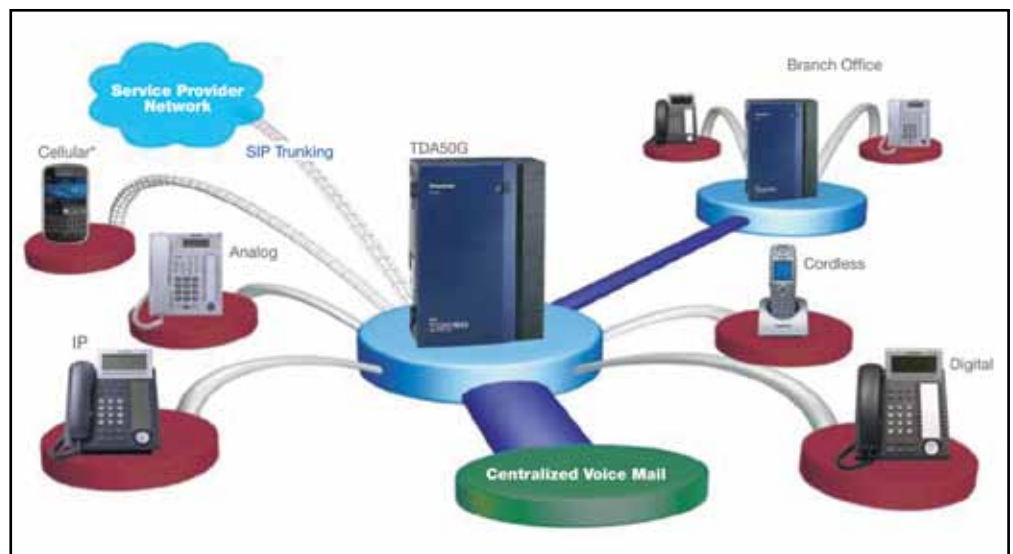 Service Provider
Network
Branch Office
Cellular*
SIP Trunking
TDA50G
Analog
Cordless
IP
Digital
Centralized Voice Mail